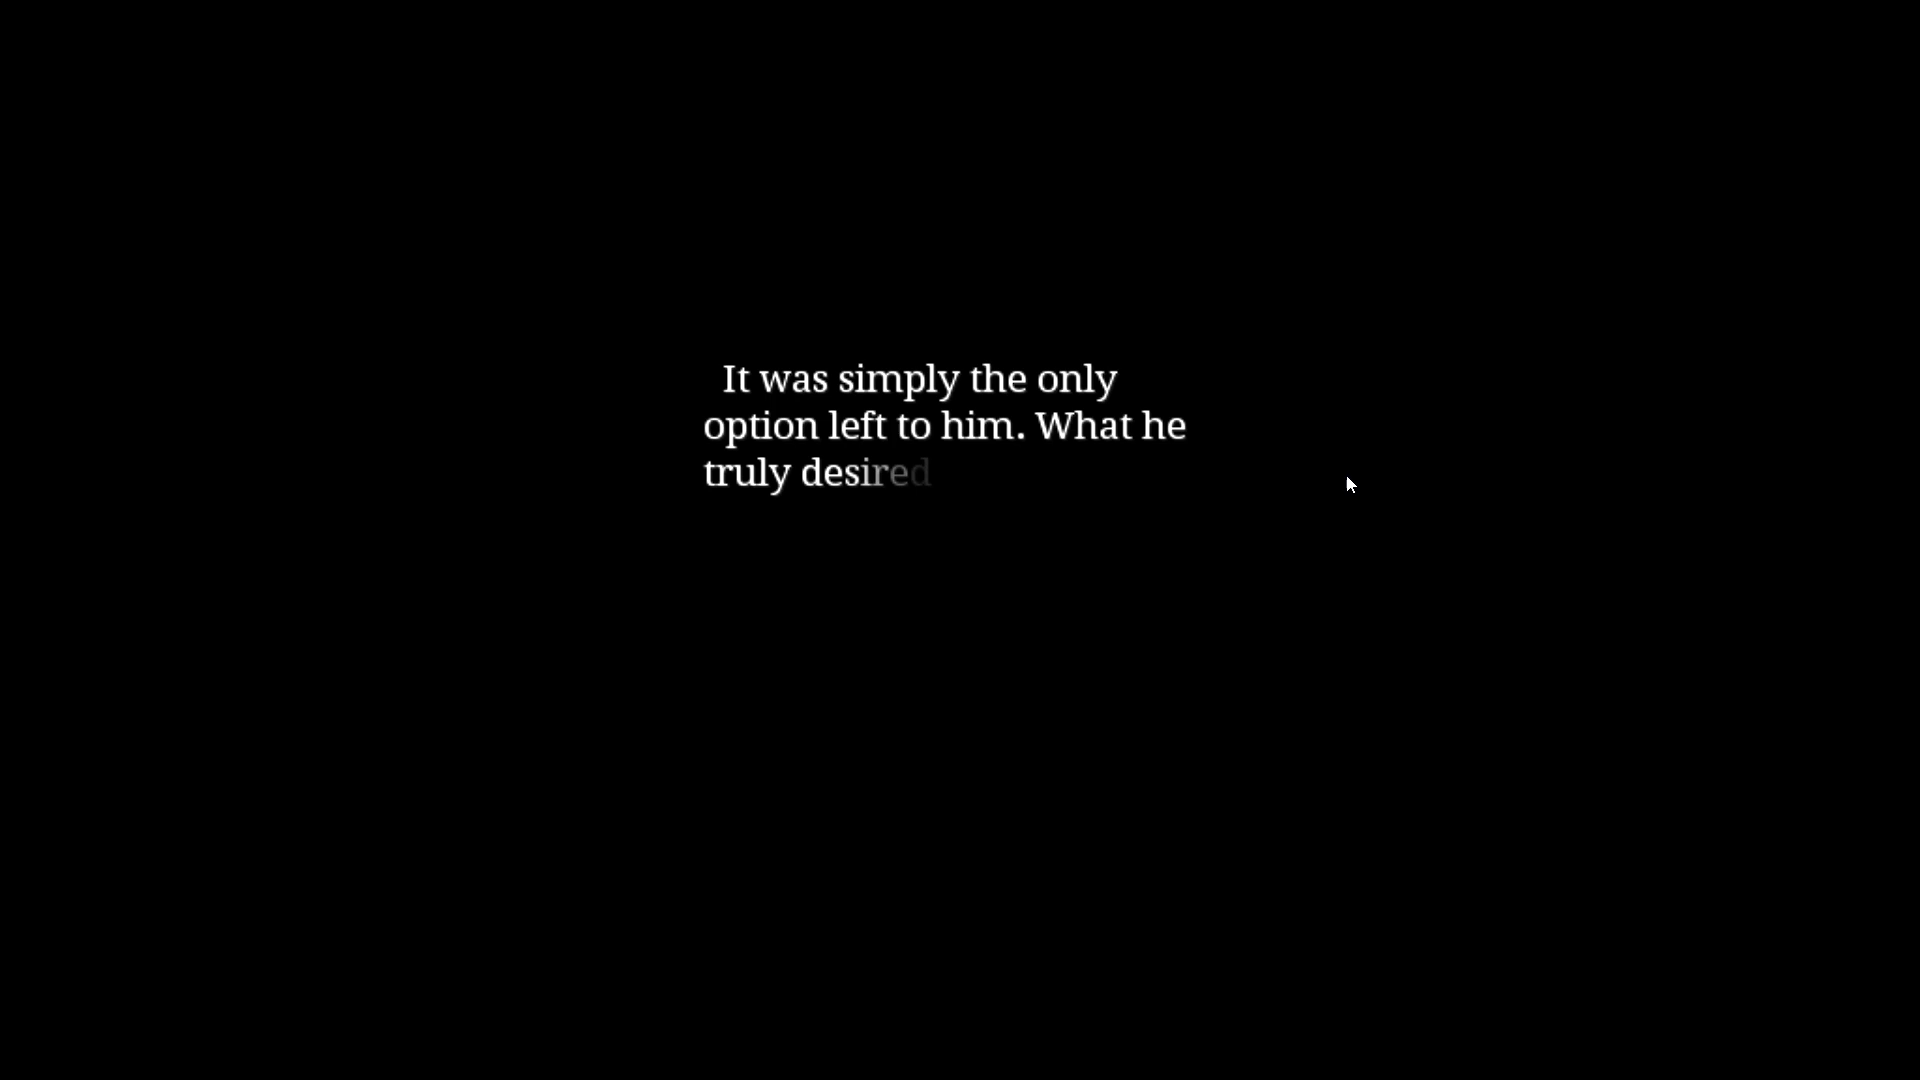 It was simply the only
option left to him. What he
truly desired